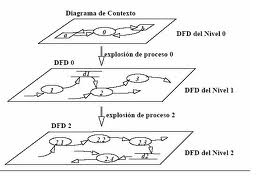 Diagrama de Contexto
a
0
b
DFD del Nivel 0
explosión de proceso 0
DFD 0
d1
1
2
3
DFD del Nivel 1
explosión de proceso 2
DFD 2
2.1
2.2
2.3
2.4
d2
DFD del Nivel 2